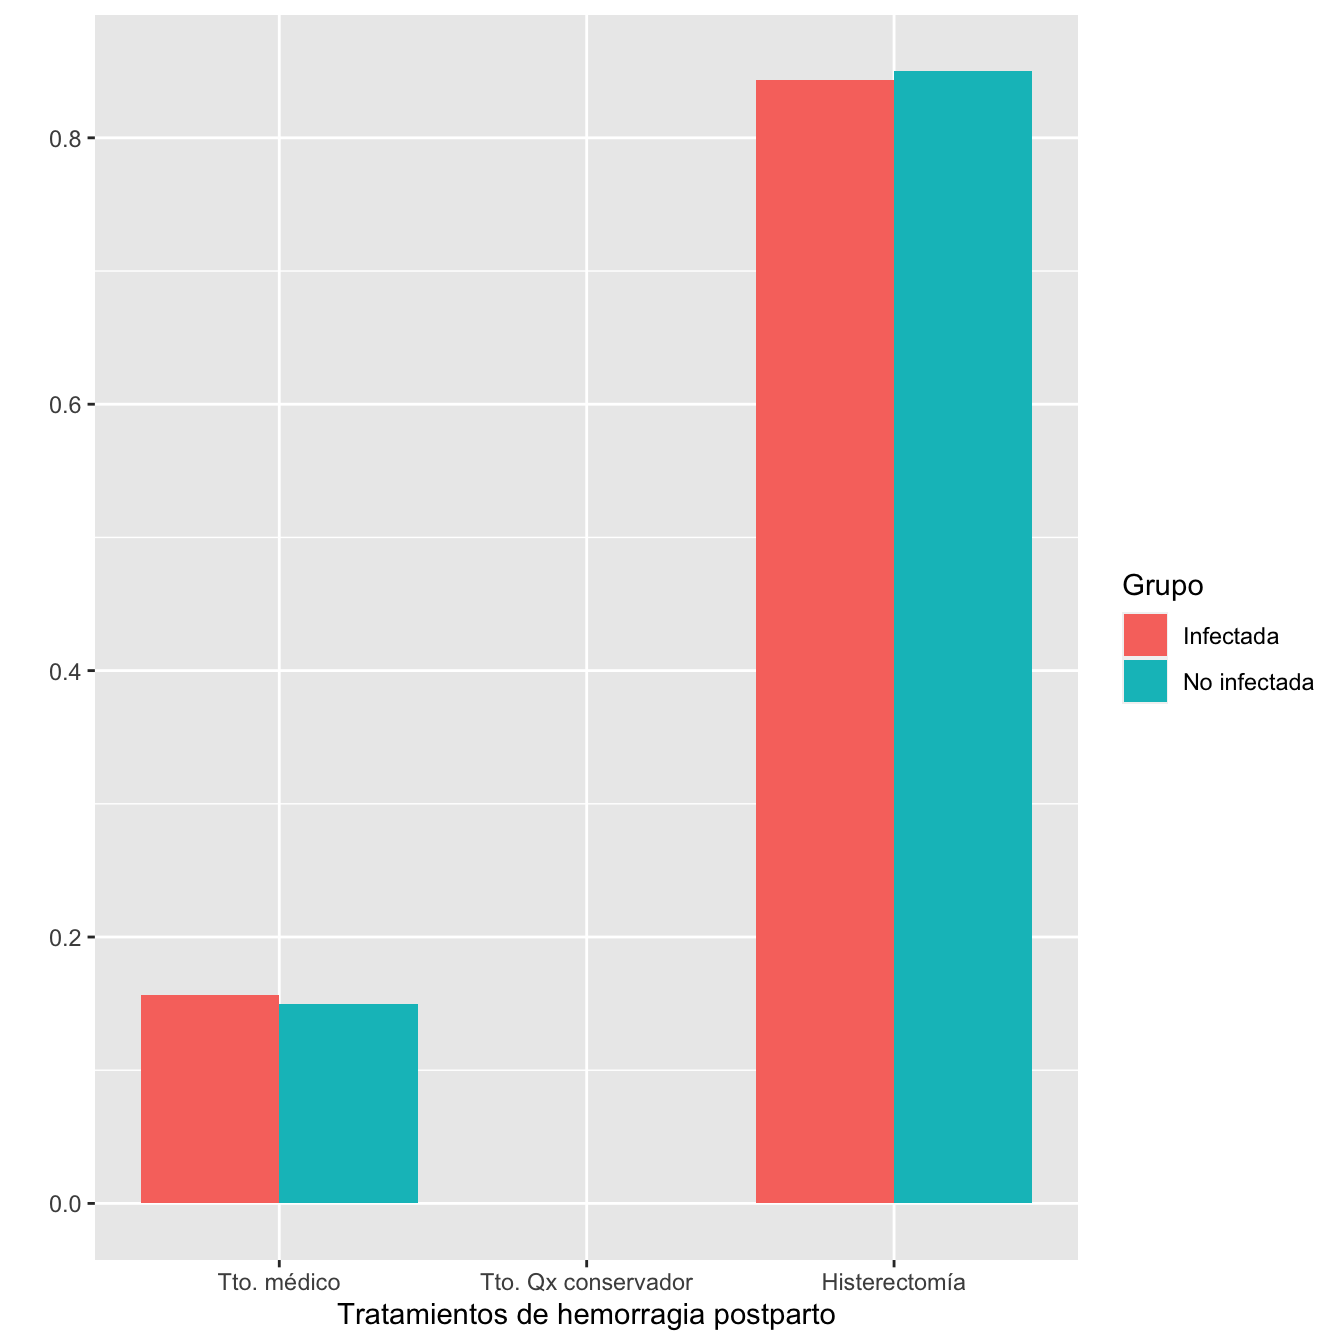 0.8
0.6
0.4
0.2
0.0
Tto. médico
Tto. Qx conservador
Histerectomía
Tratamientos de hemorragia postparto
Grupo
Infectada
No infectada